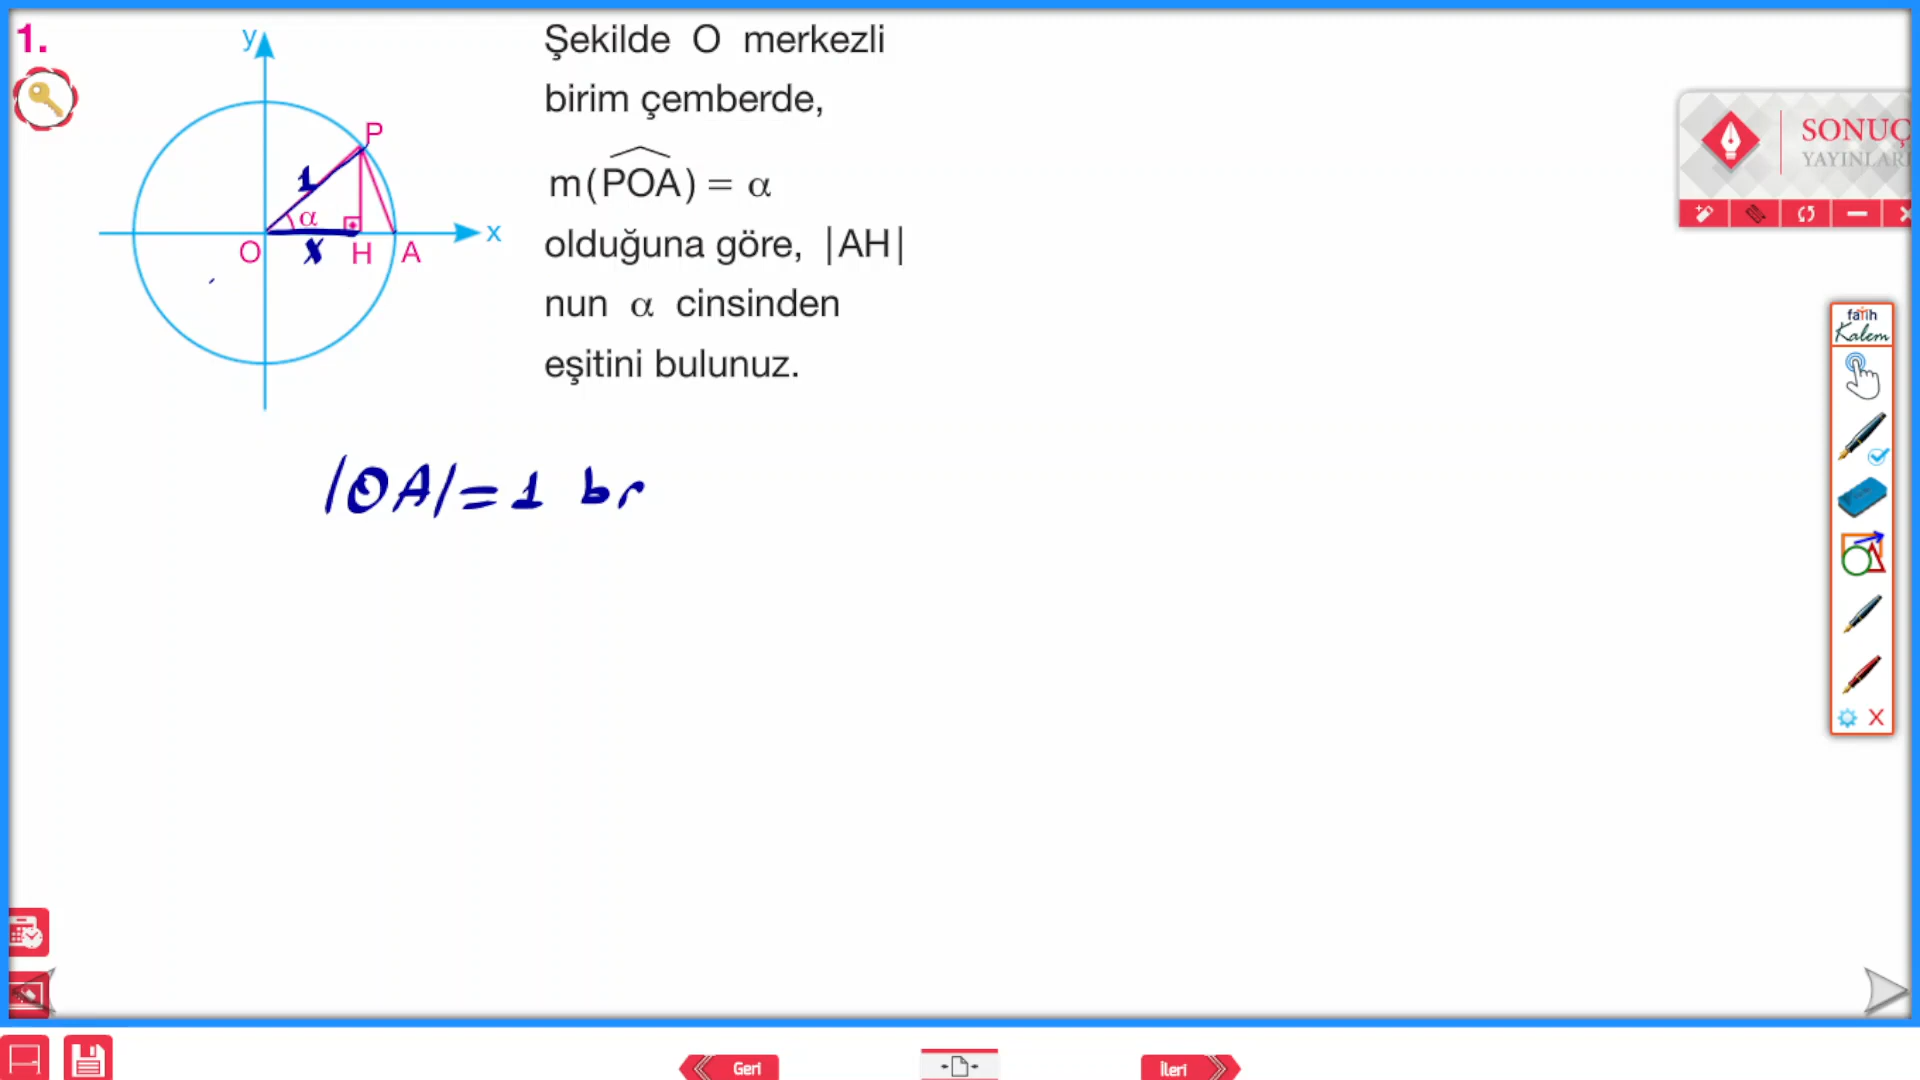 1.
y
Şekilde O merkezli
birim çemberde,
P
1
m(POA) = α
α
x
O
x
H
A
olduğuna göre, |AH|
nun α cinsinden
eşitini bulunuz.
|OA|=1 br
SONUÇ
YAYINLARI
fatih
Kalem
X
Geri
İleri